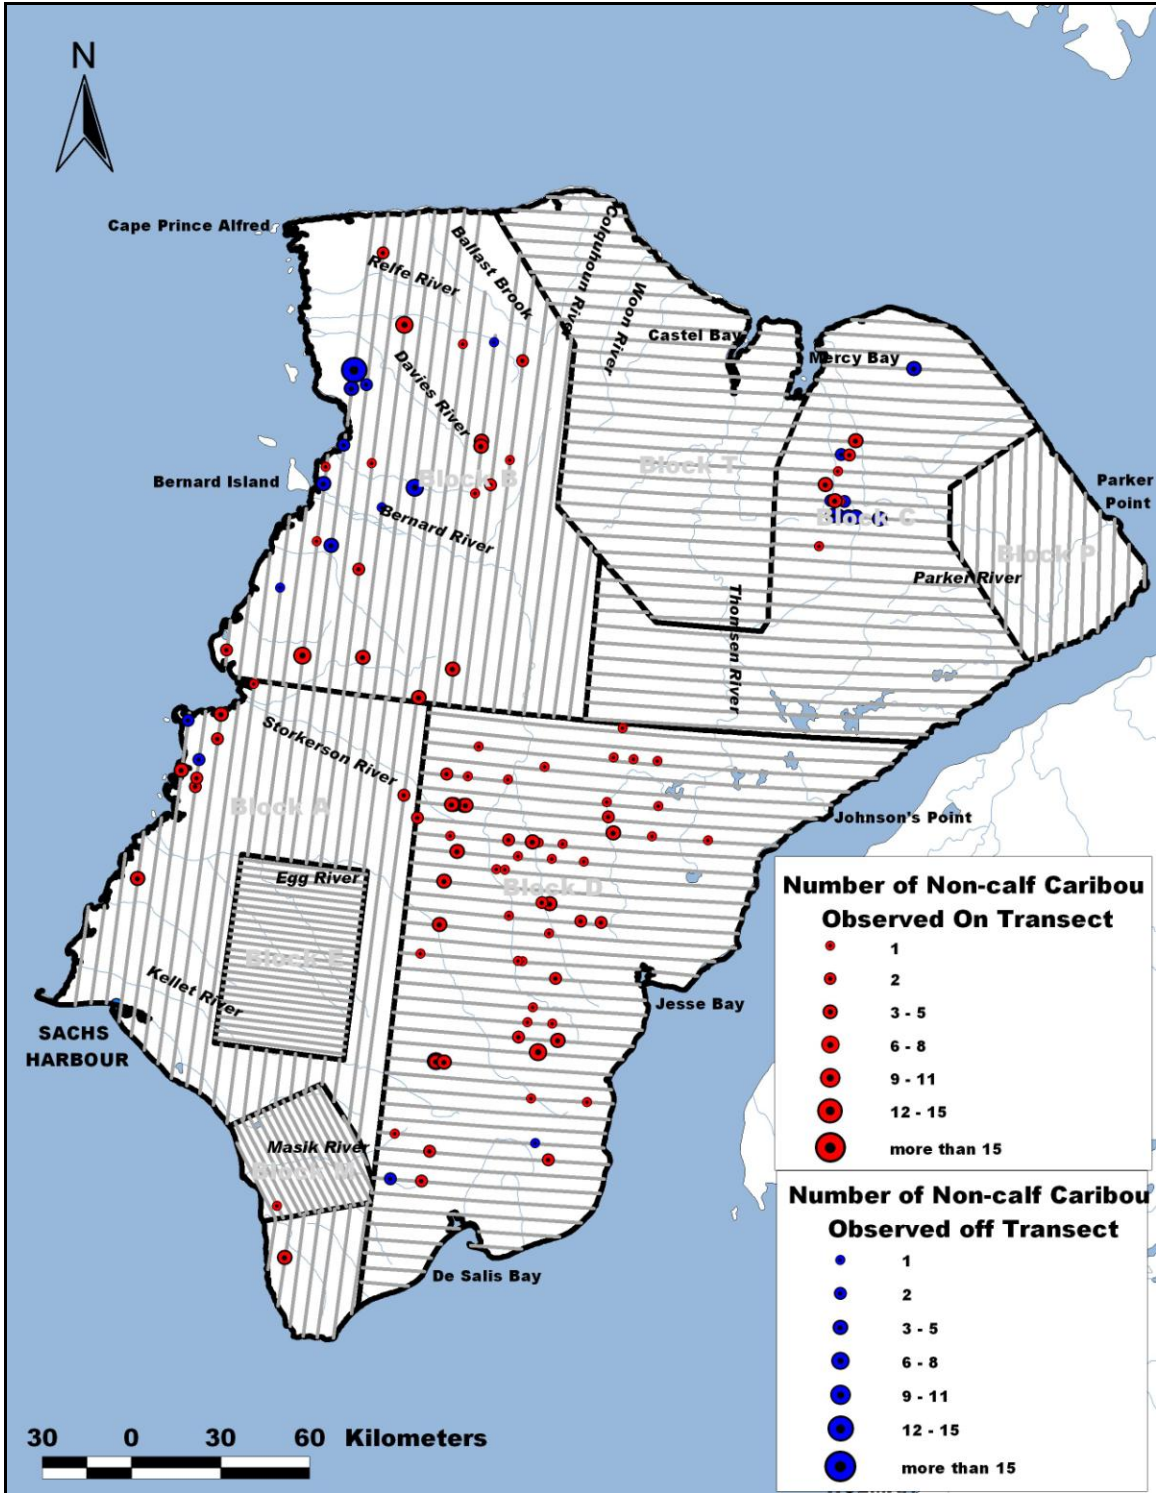 N
Cape Prince Alfred
Relfe River
Ballast Brook
Colquhoun River
Woon River
Castel Bay
Mercy Bay
Davies River
Block B
Block T
Bernard Island
Bernard River
Block C
Parker
Point
Block P
Parker River
Thomsen River
Storkerson River
Block A
Johnson's Point
Egg River
Block D
Block E
Kellet River
Jesse Bay
SACHS
HARBOUR
Masik River
Block M
De Salis Bay
Number of Non-calf Caribou
Observed On Transect
1
2
3 - 5
6 - 8
9 - 11
12 - 15
more than 15
Number of Non-calf Caribou
Observed off Transect
1
2
3 - 5
6 - 8
9 - 11
12 - 15
more than 15
30 0 30 60 Kilometers